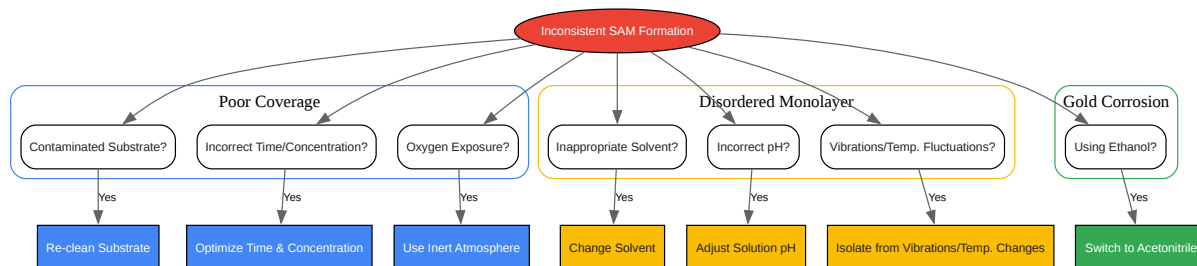 Inconsistent SAM Formation
Poor Coverage
Disordered Monolayer
Gold Corrosion
Contaminated Substrate?
Incorrect Time/Concentration?
Oxygen Exposure?
Inappropriate Solvent?
Incorrect pH?
Vibrations/Temp. Fluctuations?
Using Ethanol?
Yes
Yes
Yes
Yes
Yes
Yes
Yes
Re-clean Substrate
Optimize Time & Concentration
Use Inert Atmosphere
Change Solvent
Adjust Solution pH
Isolate from Vibrations/Temp. Changes
Switch to Acetonitrile